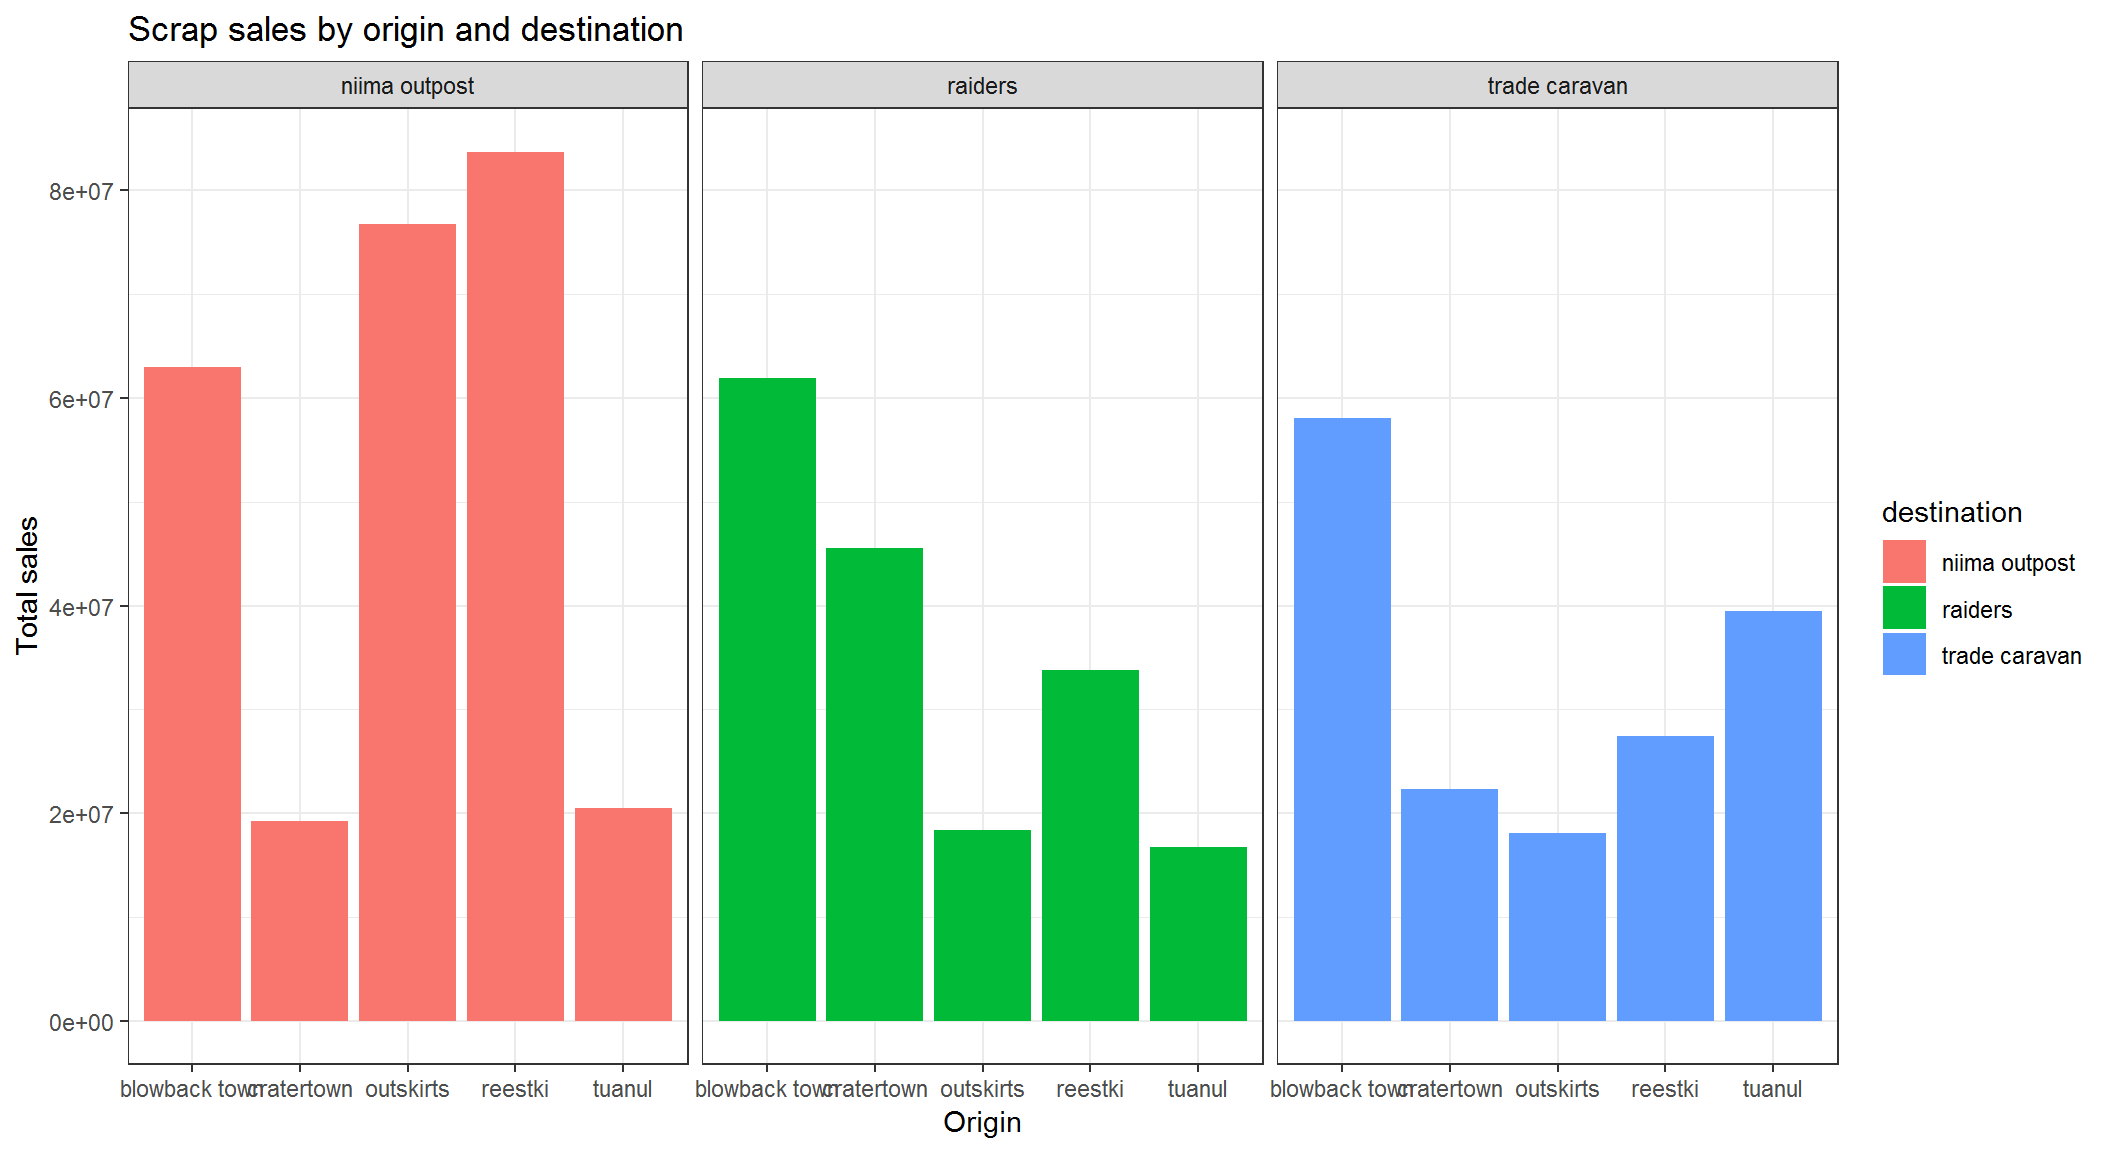 Scrap sales by origin and destination
niima outpost
raiders
trade caravan
Total sales
8e+07
6e+07
4e+07
2e+07
0e+00
blowback town cratertown outskirts reestki tuanul
blowback town cratertown outskirts reestki tuanul
blowback town cratertown outskirts reestki tuanul
Origin
destination
niima outpost
raiders
trade caravan